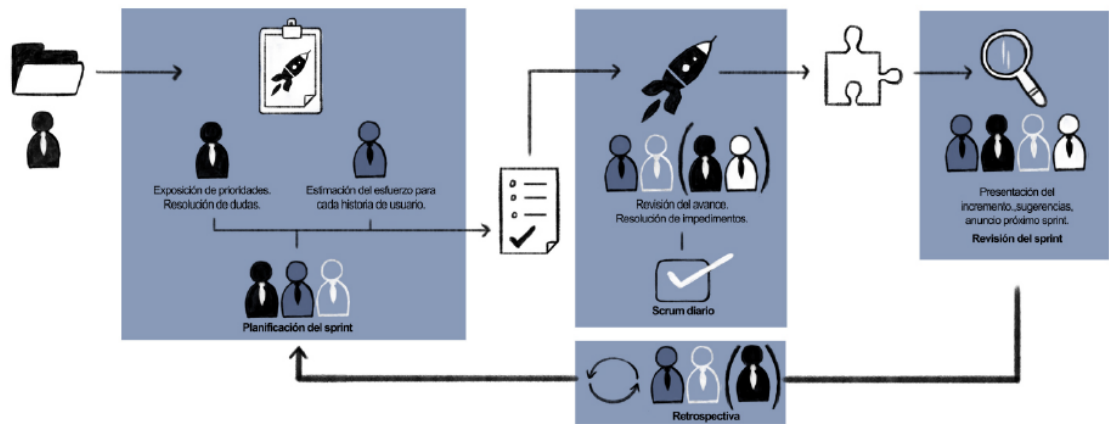 Exposición de prioridades.
Resolución de dudas.
Estimación del esfuerzo para
cada historia de usuario.
Planificación del sprint
Revisión del avance.
Resolución de impedimentos.
Scrum diario
Presentación del
incremento.,sugerencias,
anuncio próximo sprint.
Revisión del sprint
Retrospectiva